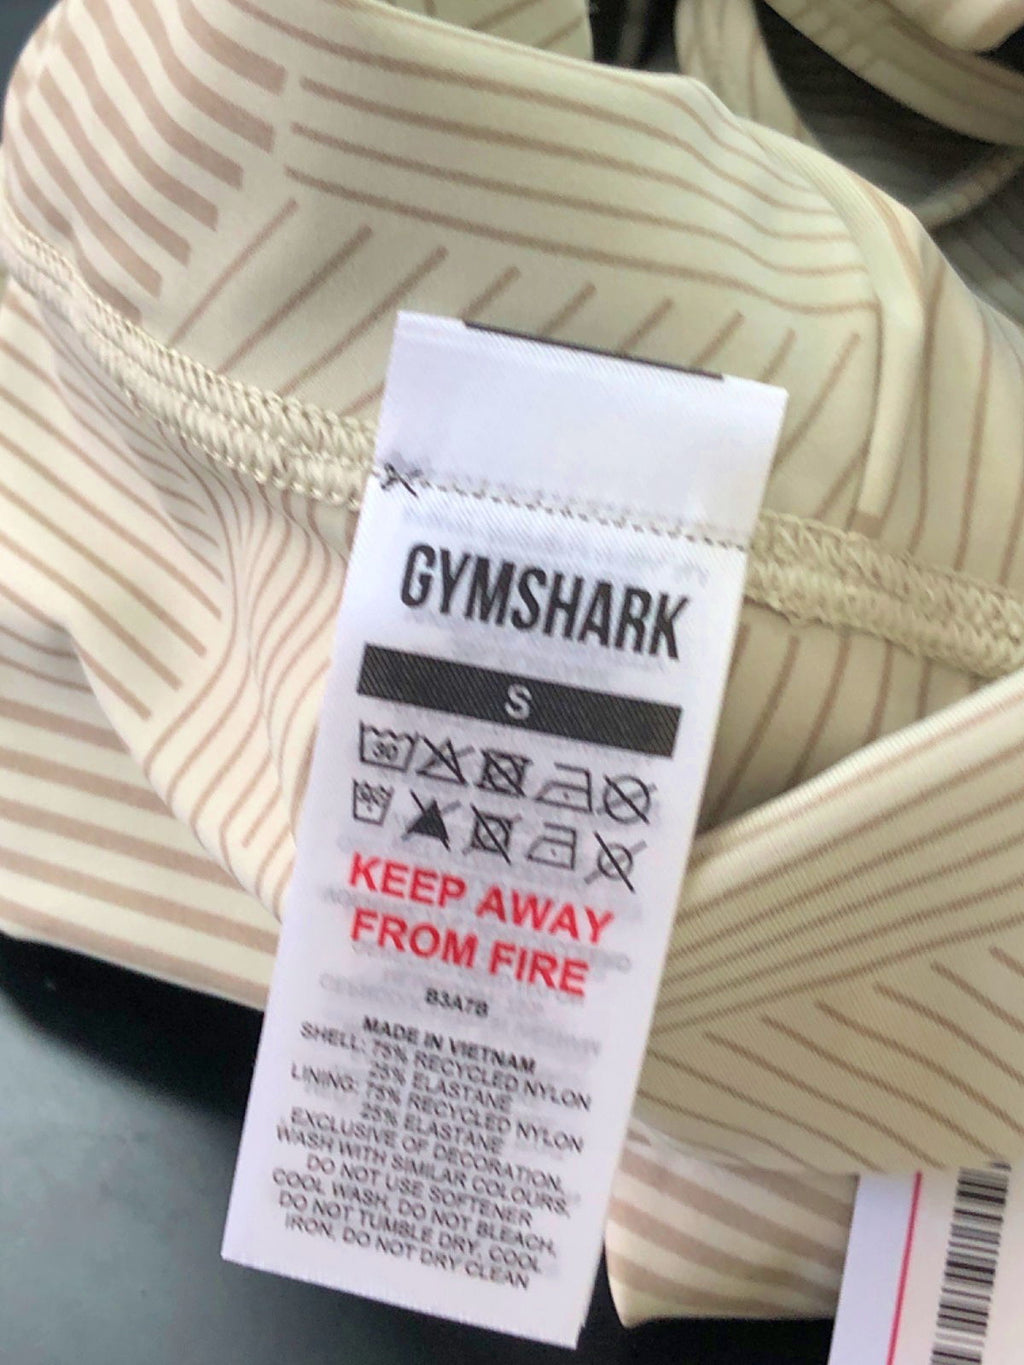 GYMSHARK
S
30
KEEP AWAY
FROM FIRE
B3A7B
MADE IN VIETNAM
SHELL: 75% RECYCLED NYLON
25% ELASTANE
LINING: 75% RECYCLED NYLON
25% ELASTANE
EXCLUSIVE OF DECORATION.
WASH WITH SIMILAR COLOURS.
DO NOT USE SOFTENER
COOL WASH, DO NOT BLEACH,
DO NOT TUMBLE DRY, COOL
IRON, DO NOT DRY CLEAN